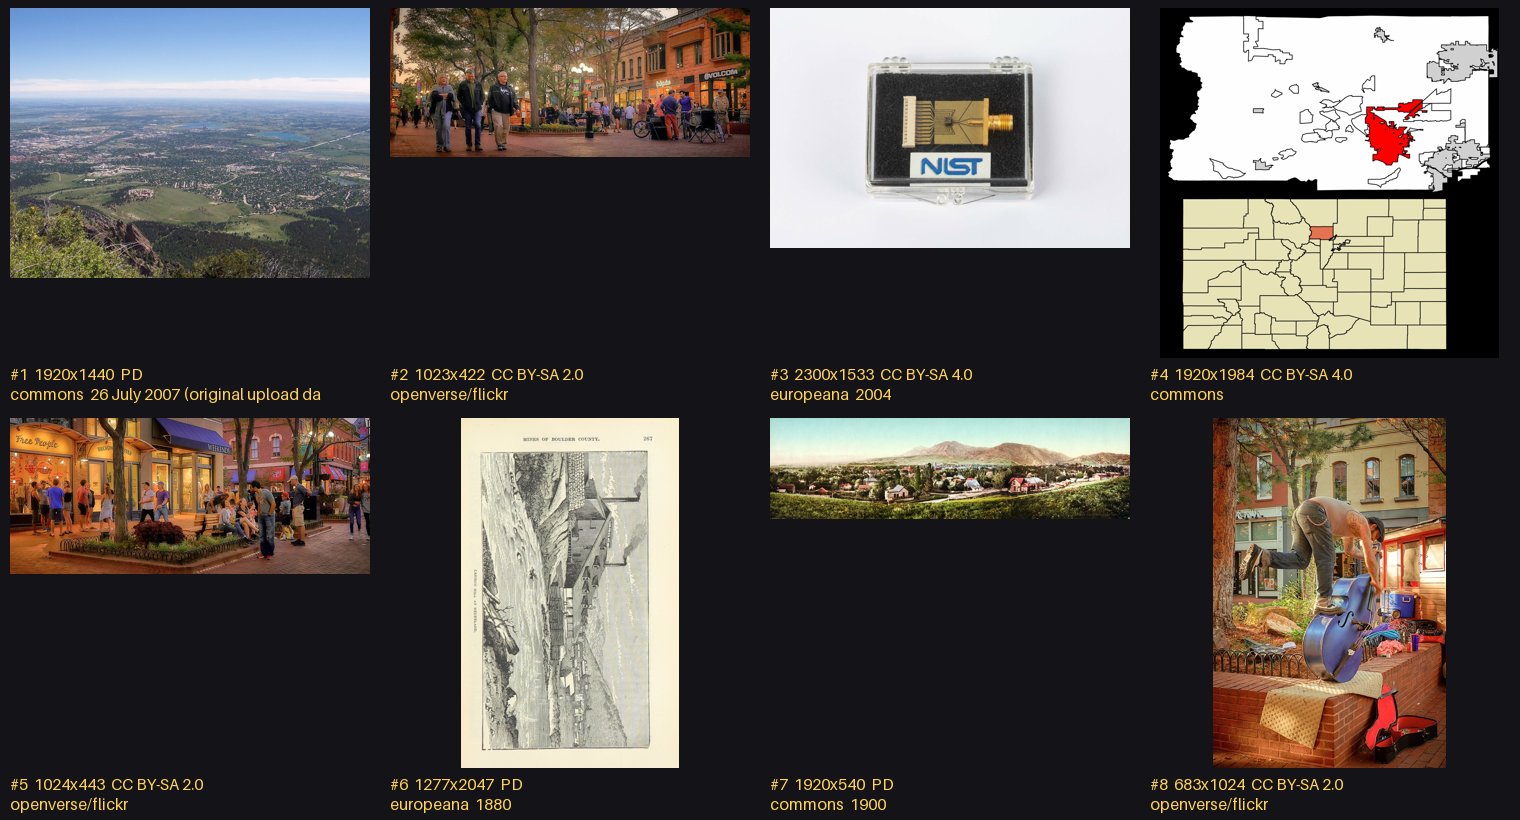 VOLCOM
NIST
#1 1920x1440 PD
commons 26 July 2007 (original upload da
#2 1023x422 CC BY-SA 2.0
openverse/flickr
#3 2300x1533 CC BY-SA 4.0
europeana 2004
#4 1920x1984 CC BY-SA 4.0
commons
Free People
MINES OF BOULDER COUNTY.
267
#5 1024x443 CC BY-SA 2.0
openverse/flickr
#6 1277x2047 PD
europeana 1880
#7 1920x540 PD
commons 1900
#8 683x1024 CC BY-SA 2.0
openverse/flickr